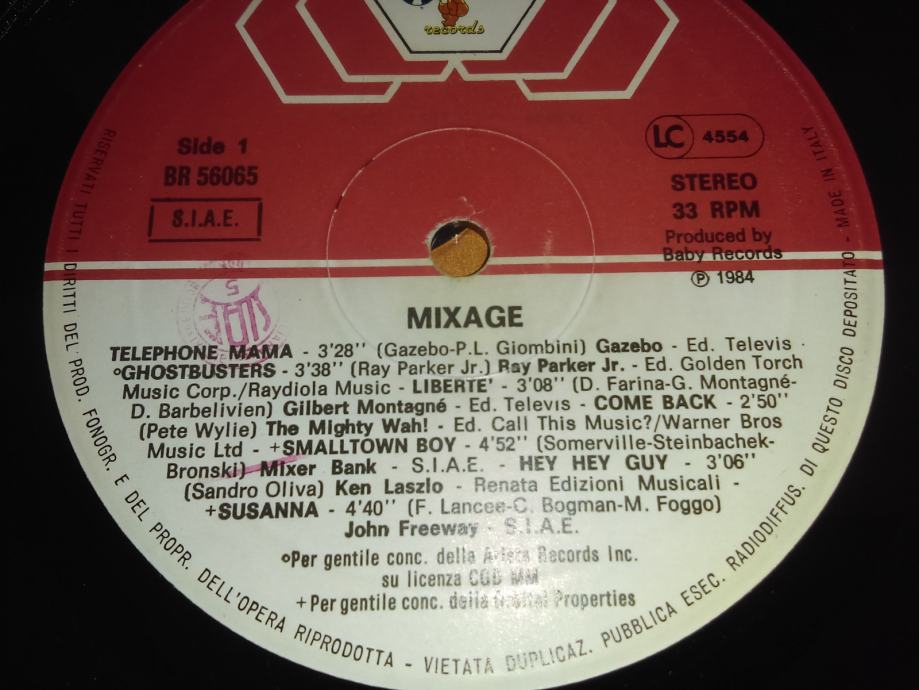 records
Side 1
BR 56065
S.I.A.E.
LC 4554
STEREO
33 RPM
Produced by
Baby Records
Ⓟ 1984
MIXAGE
TELEPHONE MAMA - 3'28'' (Gazebo-P.L. Giombini) Gazebo - Ed. Televis -
°GHOSTBUSTERS - 3'38'' (Ray Parker Jr.) Ray Parker Jr. - Ed. Golden Torch
Music Corp./Raydiola Music - LIBERTE' - 3'08'' (D. Farina-G. Montagné-
D. Barbelivien) Gilbert Montagné - Ed. Televis - COME BACK - 2'50''
(Pete Wylie) The Mighty Wah! - Ed. Call This Music?/Warner Bros
Music Ltd - +SMALLTOWN BOY - 4'52'' (Somerville-Steinbachek-
Bronski) Mixer Bank - S.I.A.E. - HEY HEY GUY - 3'06''
(Sandro Oliva) Ken Laszlo - Renata Edizioni Musicali -
+SUSANNA - 4'40'' (F. Lancee-C. Bogman-M. Foggo)
John Freeway - S.I.A.E.
°Per gentile conc. della Arista Records Inc.
su licenza CGD MM
+Per gentile conc. della Properties
RISERVATI TUTTI I DIRITTI DEL PROD. FONOGR. E DEL PROPR. DELL'OPERA RIPRODOTTA - VIETATA DUPLICAZ. PUBBLICA ESEC. RADIODIFFUS. DI QUESTO DISCO DEPOSITATO - MADE IN ITALY